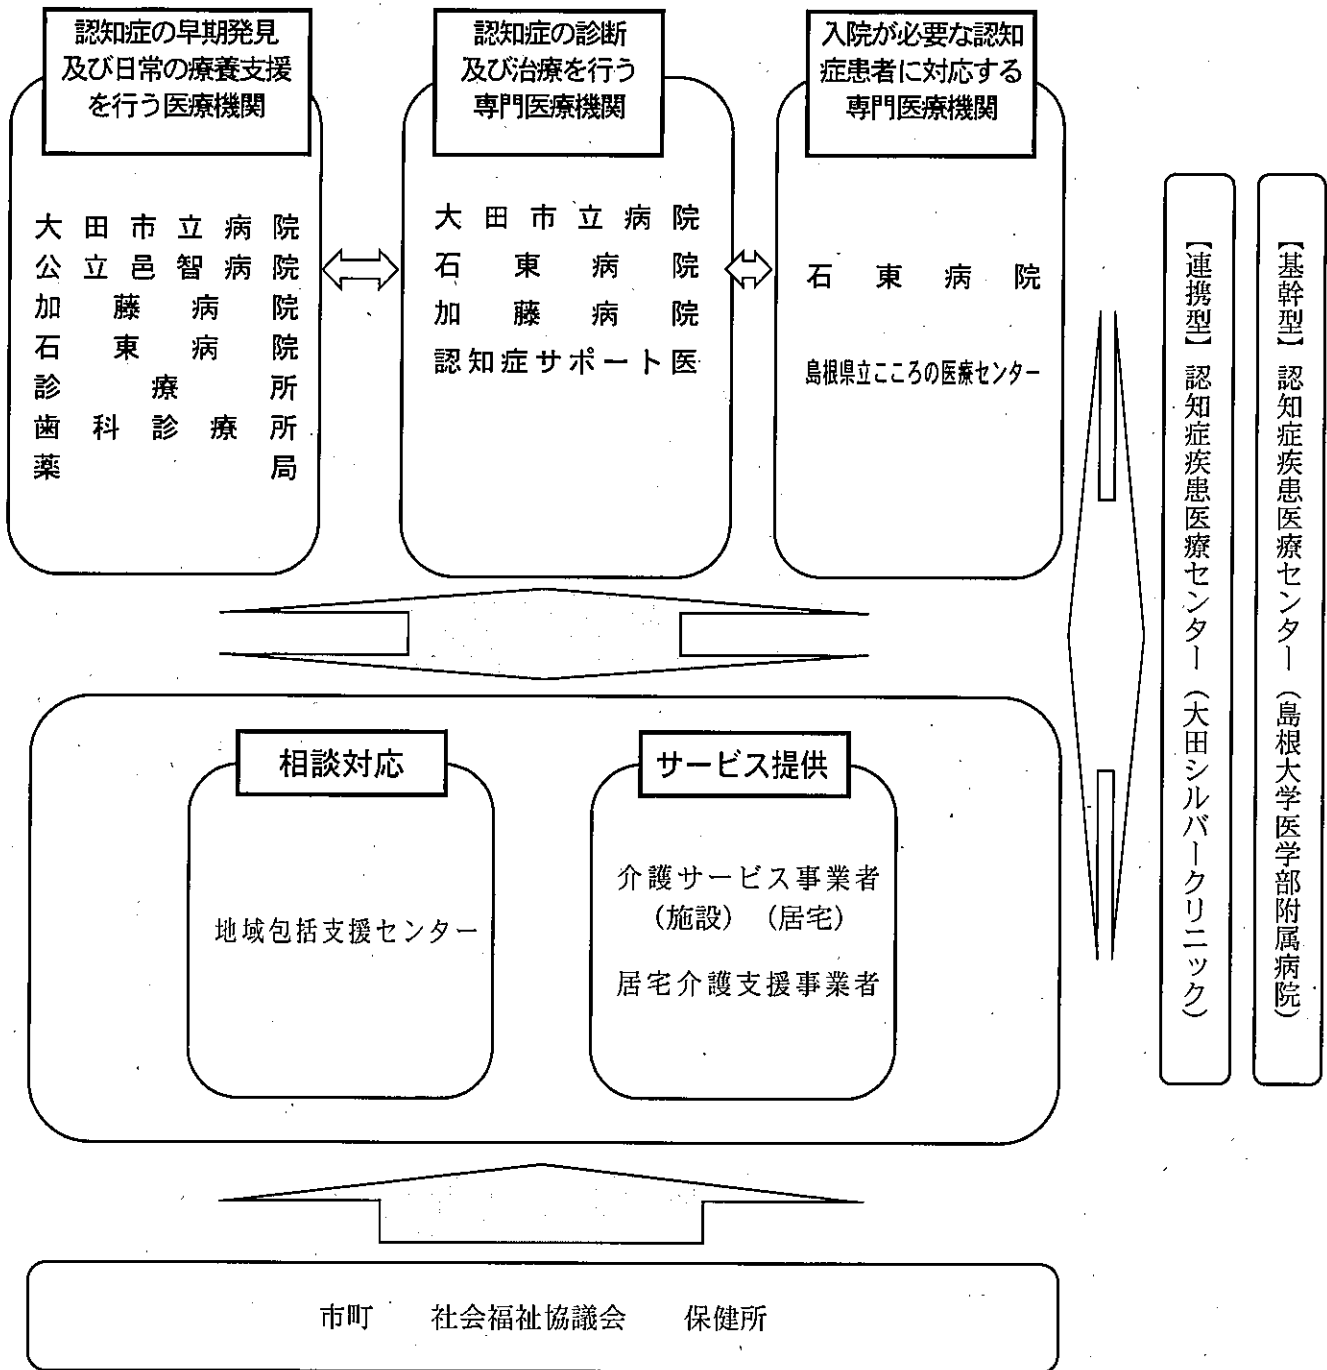 認知症の早期発見
及び日常の療養支援
を行う医療機関
大田市立病院
公立邑智病院
加藤病院
石東病院
診療所
歯科診療所
薬局
認知症の診断
及び治療を行う
専門医療機関
大田市立病院
石東病院
加藤病院
認知症サポート医
入院が必要な認知
症患者に対応する
専門医療機関
石東病院
島根県立こころの医療センター
【基幹型】認知症疾患医療センター（島根大学医学部附属病院）
【連携型】認知症疾患医療センター（大田シルバークリニック）
相談対応
地域包括支援センター
サービス提供
介護サービス事業者
（施設）（居宅）
居宅介護支援事業者
市町　社会福祉協議会　保健所